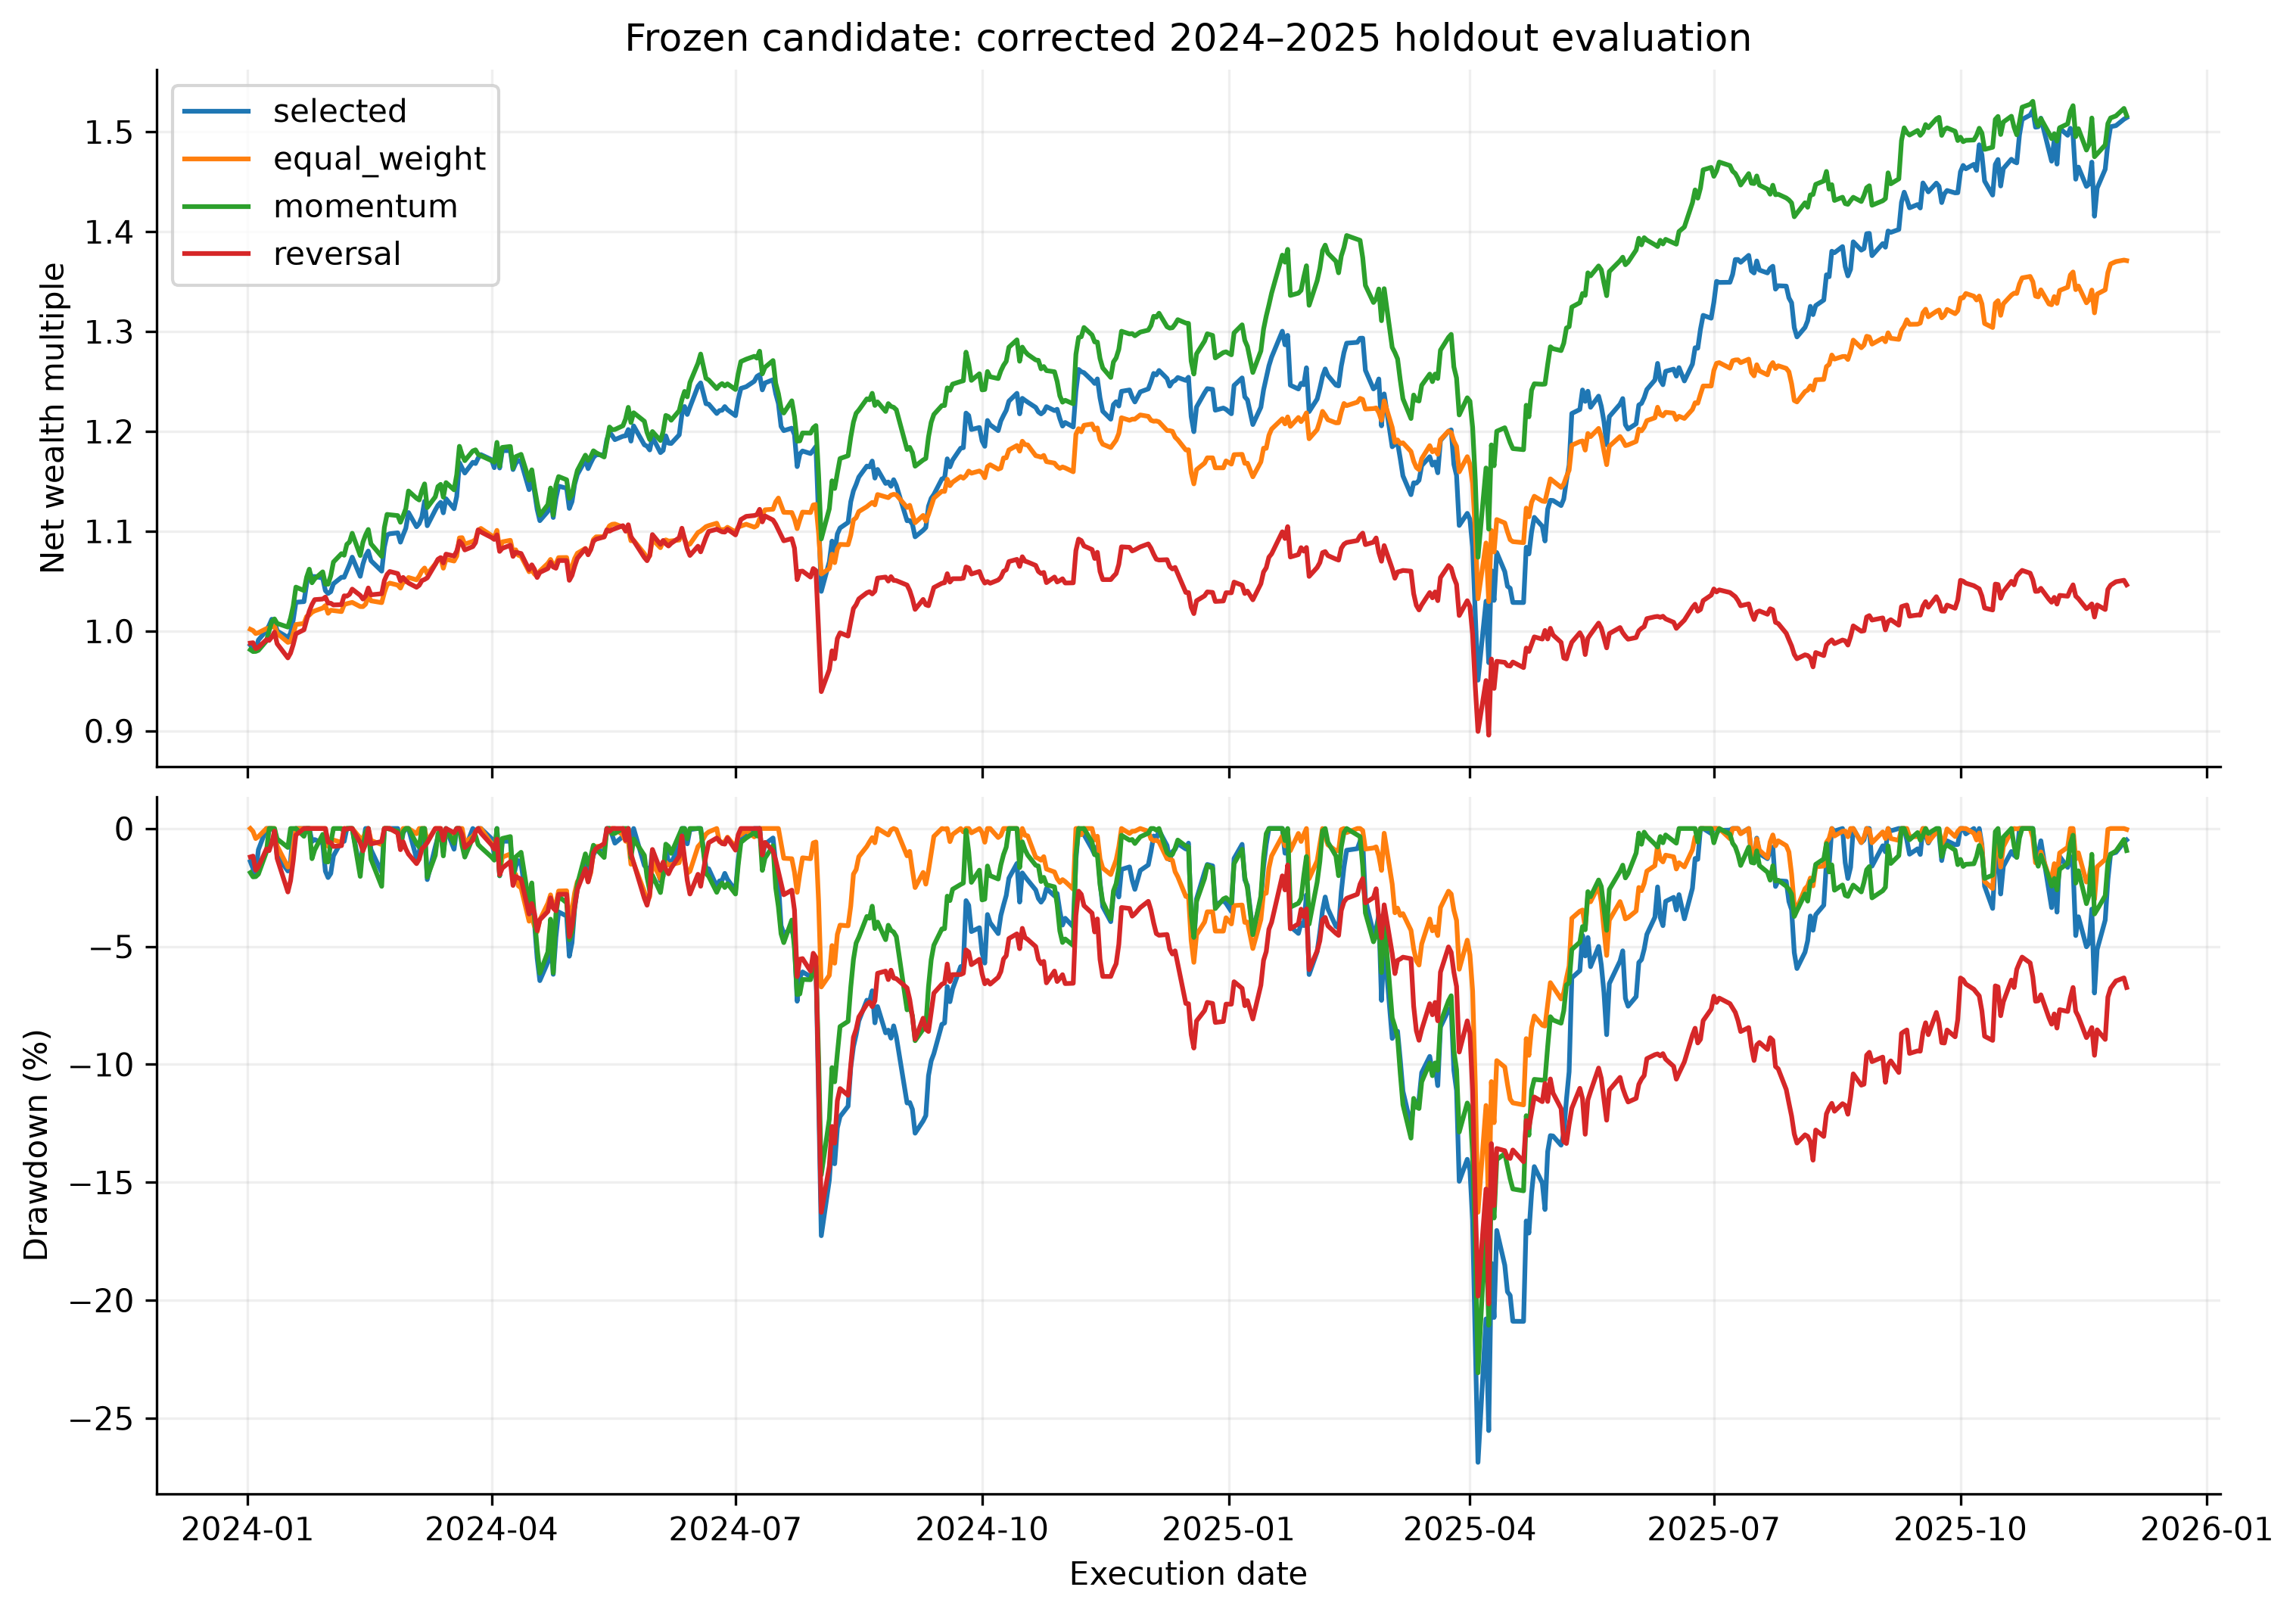 Frozen candidate: corrected 2024–2025 holdout evaluation
selected
equal_weight
momentum
reversal
Net wealth multiple
1.5
1.4
1.3
1.2
1.1
1.0
0.9
Drawdown (%)
0
−5
−10
−15
−20
−25
2024-01 2024-04 2024-07 2024-10 2025-01 2025-04 2025-07 2025-10 2026-01
Execution date